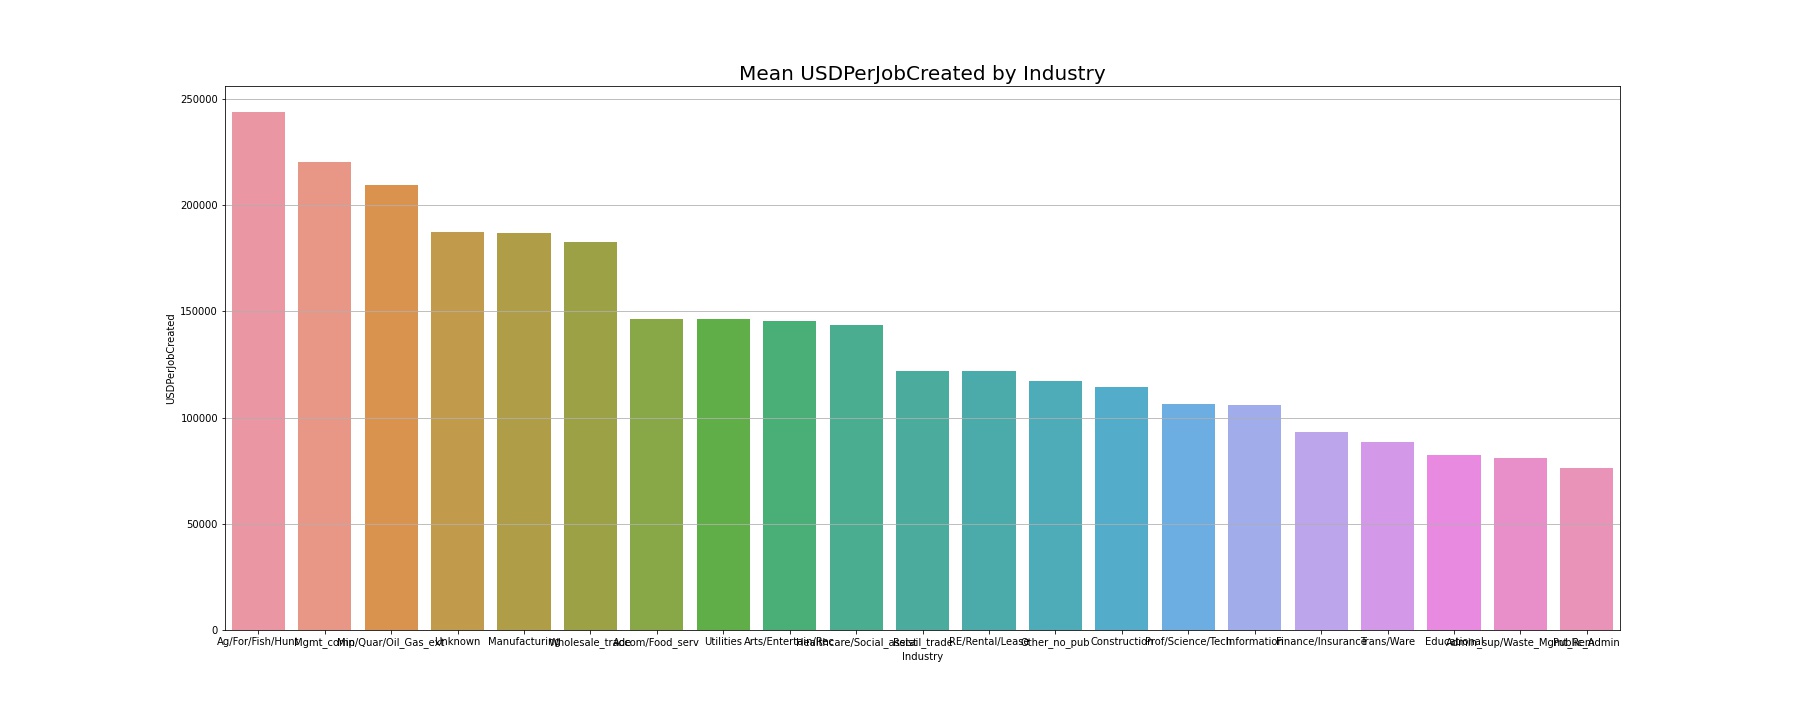 Mean USDPerJobCreated by Industry
250000
200000
150000
100000
50000
0
USDPerJobCreated
Ag/For/Fish/Hunt Mgmt_comp Min/Quar/Oil_Gas_ext Unknown Manufacturing Wholesale_trade Accom/Food_serv Utilities Arts/Entertain/Rec Healthcare/Social_assist Retail_trade RE/Rental/Lease Other_no_pub Construction Prof/Science/Tech Information Finance/Insurance Trans/Ware Educational Admin_sup/Waste_Mgmt_Rem Public_Admin
Industry